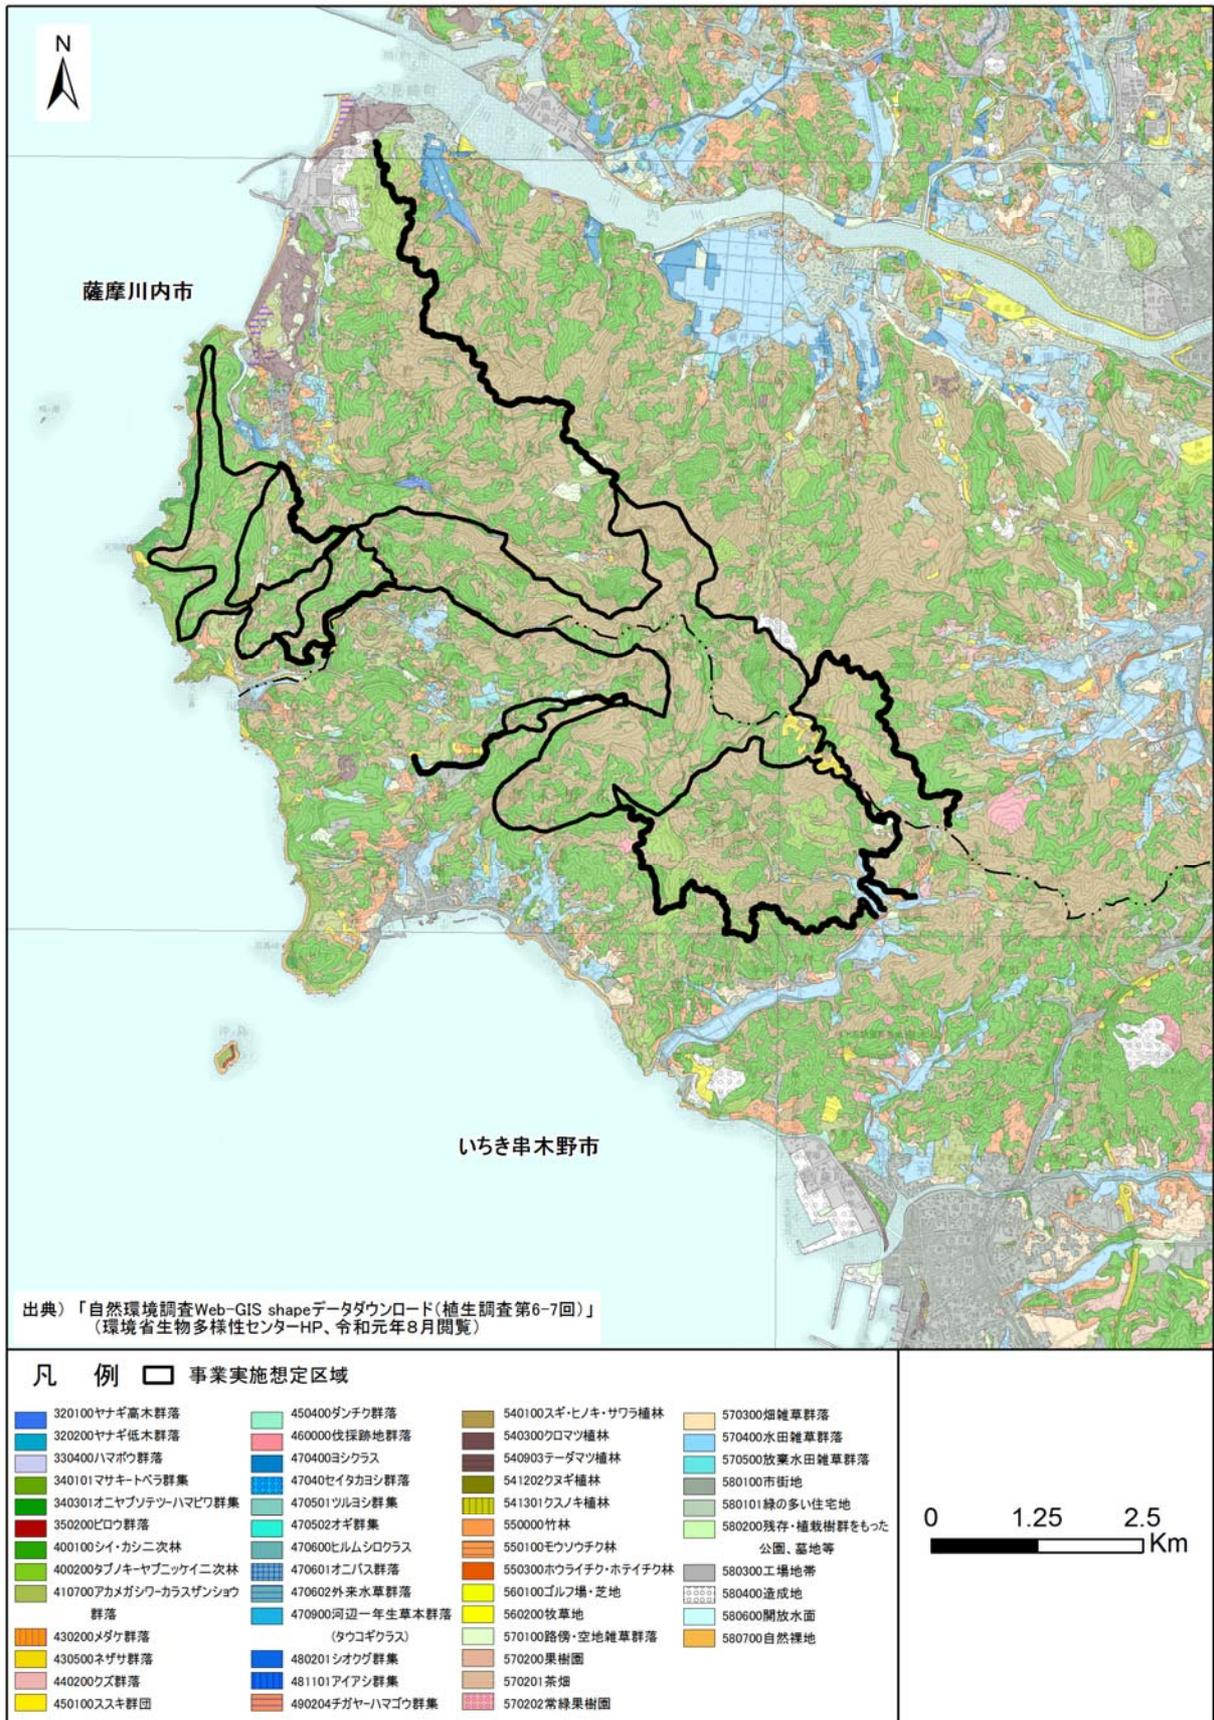 N
久見崎町
川内川
薩摩川内市
沖ノ島
いちき串木野市
出典）「自然環境調査Web-GIS shapeデータダウンロード（植生調査第6-7回）」
（環境省生物多様性センターHP、令和元年8月閲覧）
凡　例　事業実施想定区域
320100ヤナギ高木群落
320200ヤナギ低木群落
330400ハマボウ群落
340101マサキートベラ群集
340301オニヤブソテツーハマビワ群集
350200ビロウ群落
400100シイ・カシ二次林
400200タブノキーヤブニッケイ二次林
410700アカメガシワーカラスザンショウ
群落
430200メダケ群落
430500ネザサ群落
440200クズ群落
450100ススキ群団
450400ダンチク群落
460000伐採跡地群落
470400ヨシクラス
47040セイタカヨシ群落
470501ツルヨシ群集
470502オギ群集
470600ヒルムシロクラス
470601オニバス群落
470602外来水草群落
470900河辺一年生草本群落
（タウコギクラス）
480201シオクグ群集
481101アイアシ群集
490204チガヤーハマゴウ群集
540100スギ・ヒノキ・サワラ植林
540300クロマツ植林
540903テーダマツ植林
541202クヌギ植林
541301クスノキ植林
550000竹林
550100モウソウチク林
550300ホウライチク・ホテイチク林
560100ゴルフ場・芝地
560200牧草地
570100路傍・空地雑草群落
570200果樹園
570201茶畑
570202常緑果樹園
570300畑雑草群落
570400水田雑草群落
570500放棄水田雑草群落
580100市街地
580101緑の多い住宅地
580200残存・植栽樹群をもった
公園、墓地等
580300工場地帯
580400造成地
580600開放水面
580700自然裸地
0 1.25 2.5
Km